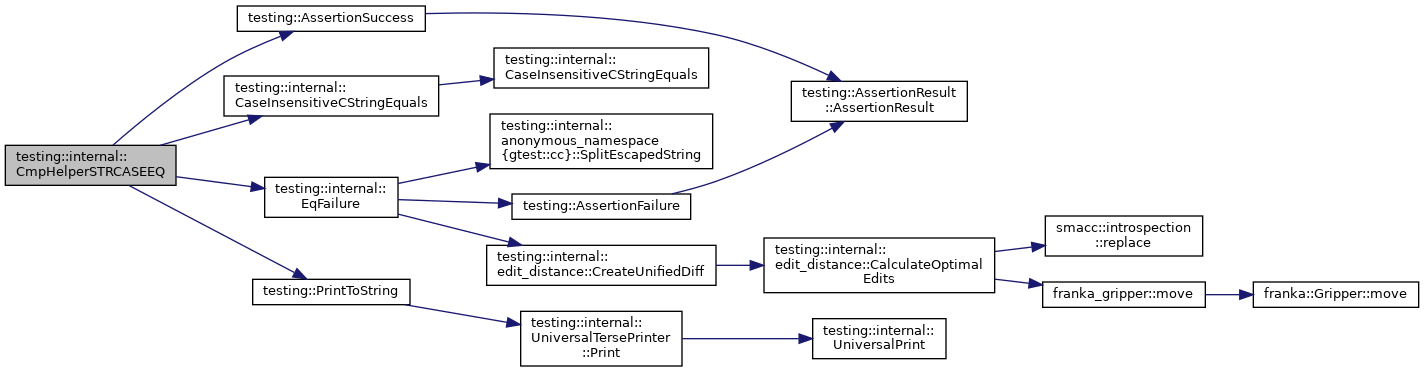 testing::AssertionSuccess
testing::internal::
CaseInsensitiveCStringEquals
testing::internal::
CaseInsensitiveCStringEquals
testing::AssertionResult
::AssertionResult
testing::internal::
anonymous_namespace
{gtest::cc}::SplitEscapedString
testing::internal::
CmpHelperSTRCASEEQ
testing::internal::
EqFailure
testing::AssertionFailure
smacc::introspection
::replace
testing::internal::
edit_distance::CreateUnifiedDiff
testing::internal::
edit_distance::CalculateOptimal
Edits
testing::PrintToString
franka_gripper::move
franka::Gripper::move
testing::internal::
UniversalTersePrinter
::Print
testing::internal::
UniversalPrint